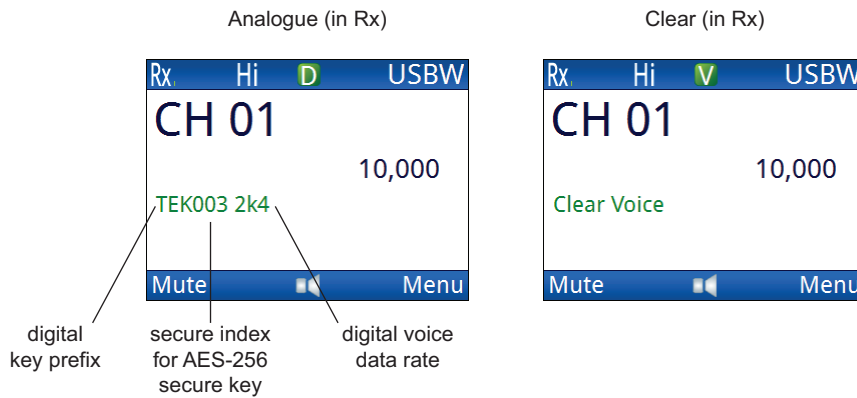 Analogue (in Rx)
Rx Hi D USBW
CH 01
10,000
TEK003 2k4
Mute Menu
digital
key prefix
secure index
for AES-256
secure key
digital voice
data rate
Clear (in Rx)
Rx Hi V USBW
CH 01
10,000
Clear Voice
Mute Menu